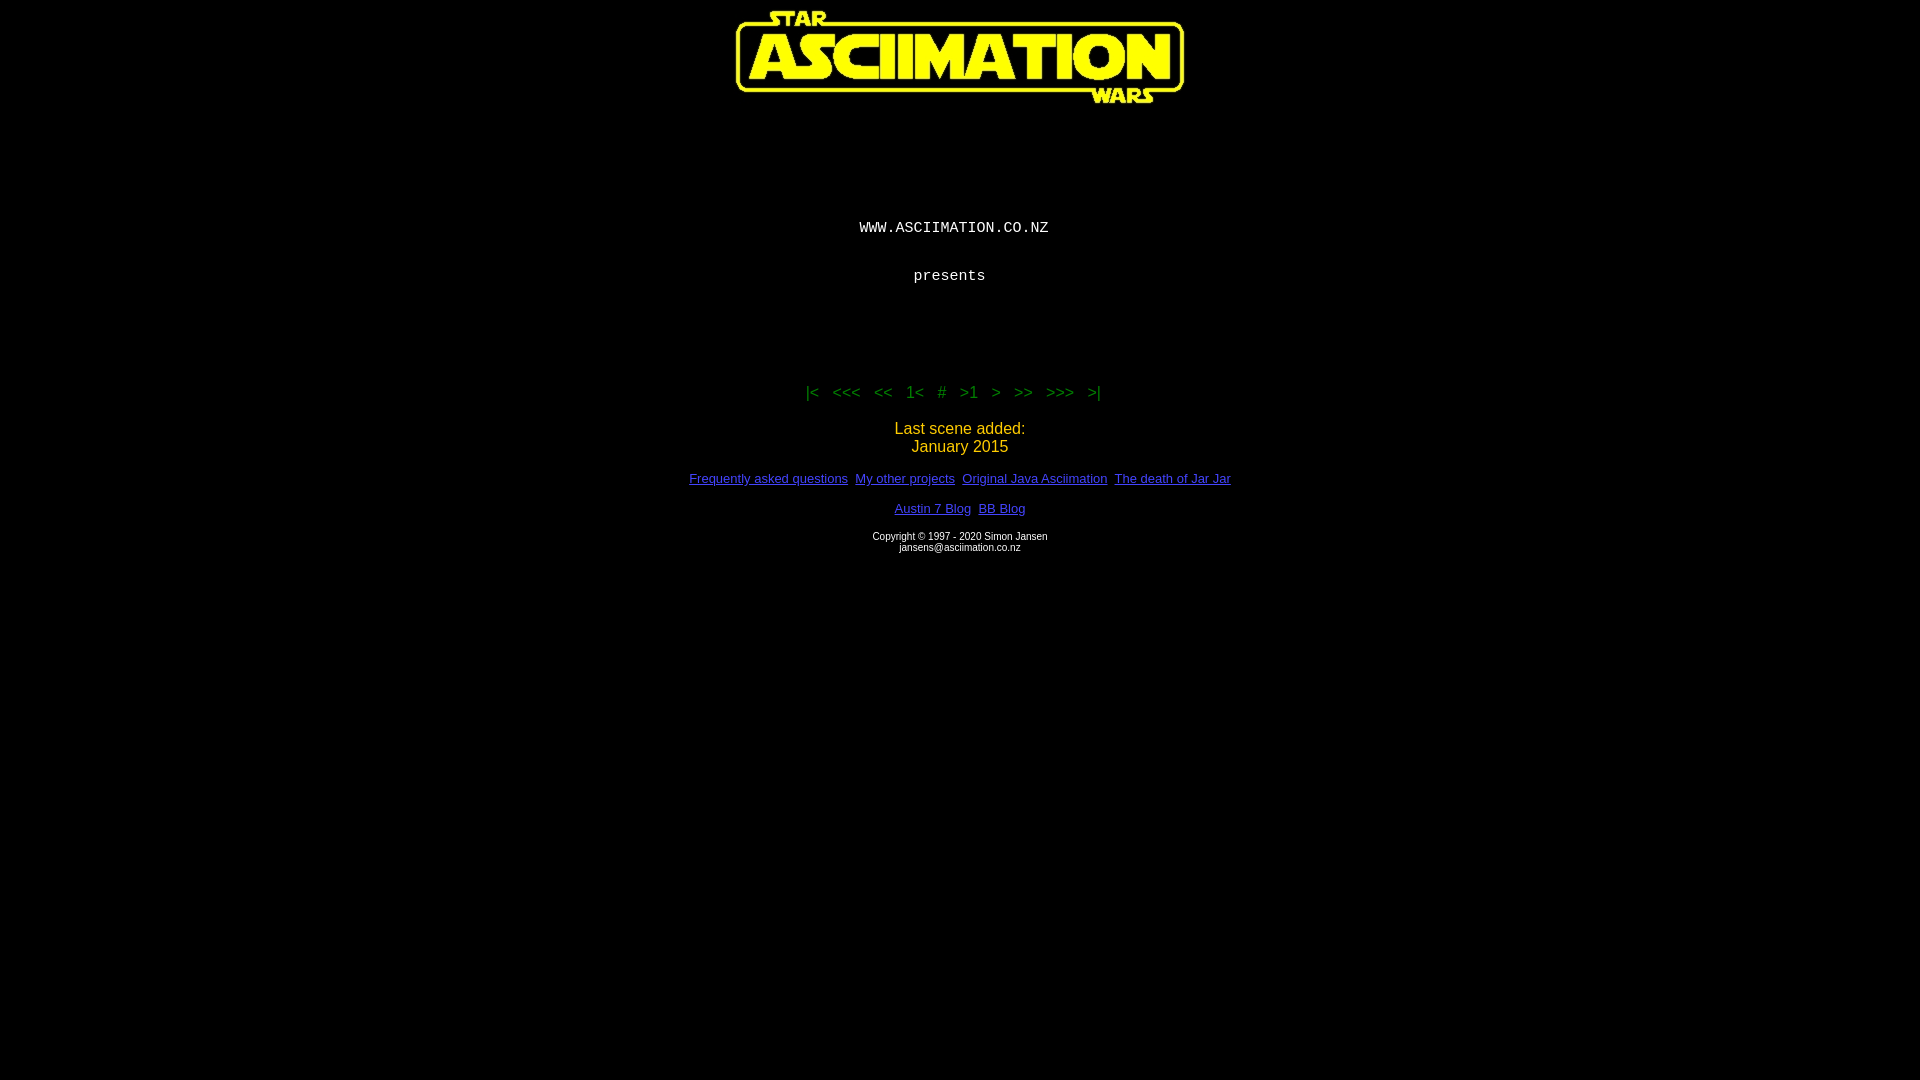 STAR
ASCIIMATION
WARS
WWW.ASCIIMATION.CO.NZ
presents
|< <<< << 1< # >1 > >> >>> >|
Last scene added:
January 2015
Frequently asked questions My other projects Original Java Asciimation The death of Jar Jar
Austin 7 Blog BB Blog
Copyright © 1997 - 2020 Simon Jansen
jansens@asciimation.co.nz